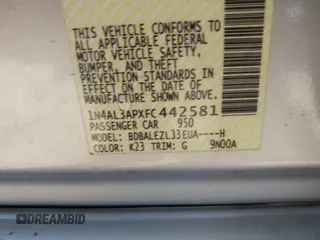 THIS VEHICLE CONFORMS TO
ALL APPLICABLE FEDERAL
MOTOR VEHICLE SAFETY,
BUMPER, AND THEFT
PREVENTION STANDARDS IN
EFFECT ON THE DATE OF
MANUFACTURE SHOWN ABOVE.
1N4AL3APXFC442581
PASSENGER CAR 950
MODEL: BDBALEZL33EUA----H
COLOR: K23 TRIM: G 9N00A
DREAMBID